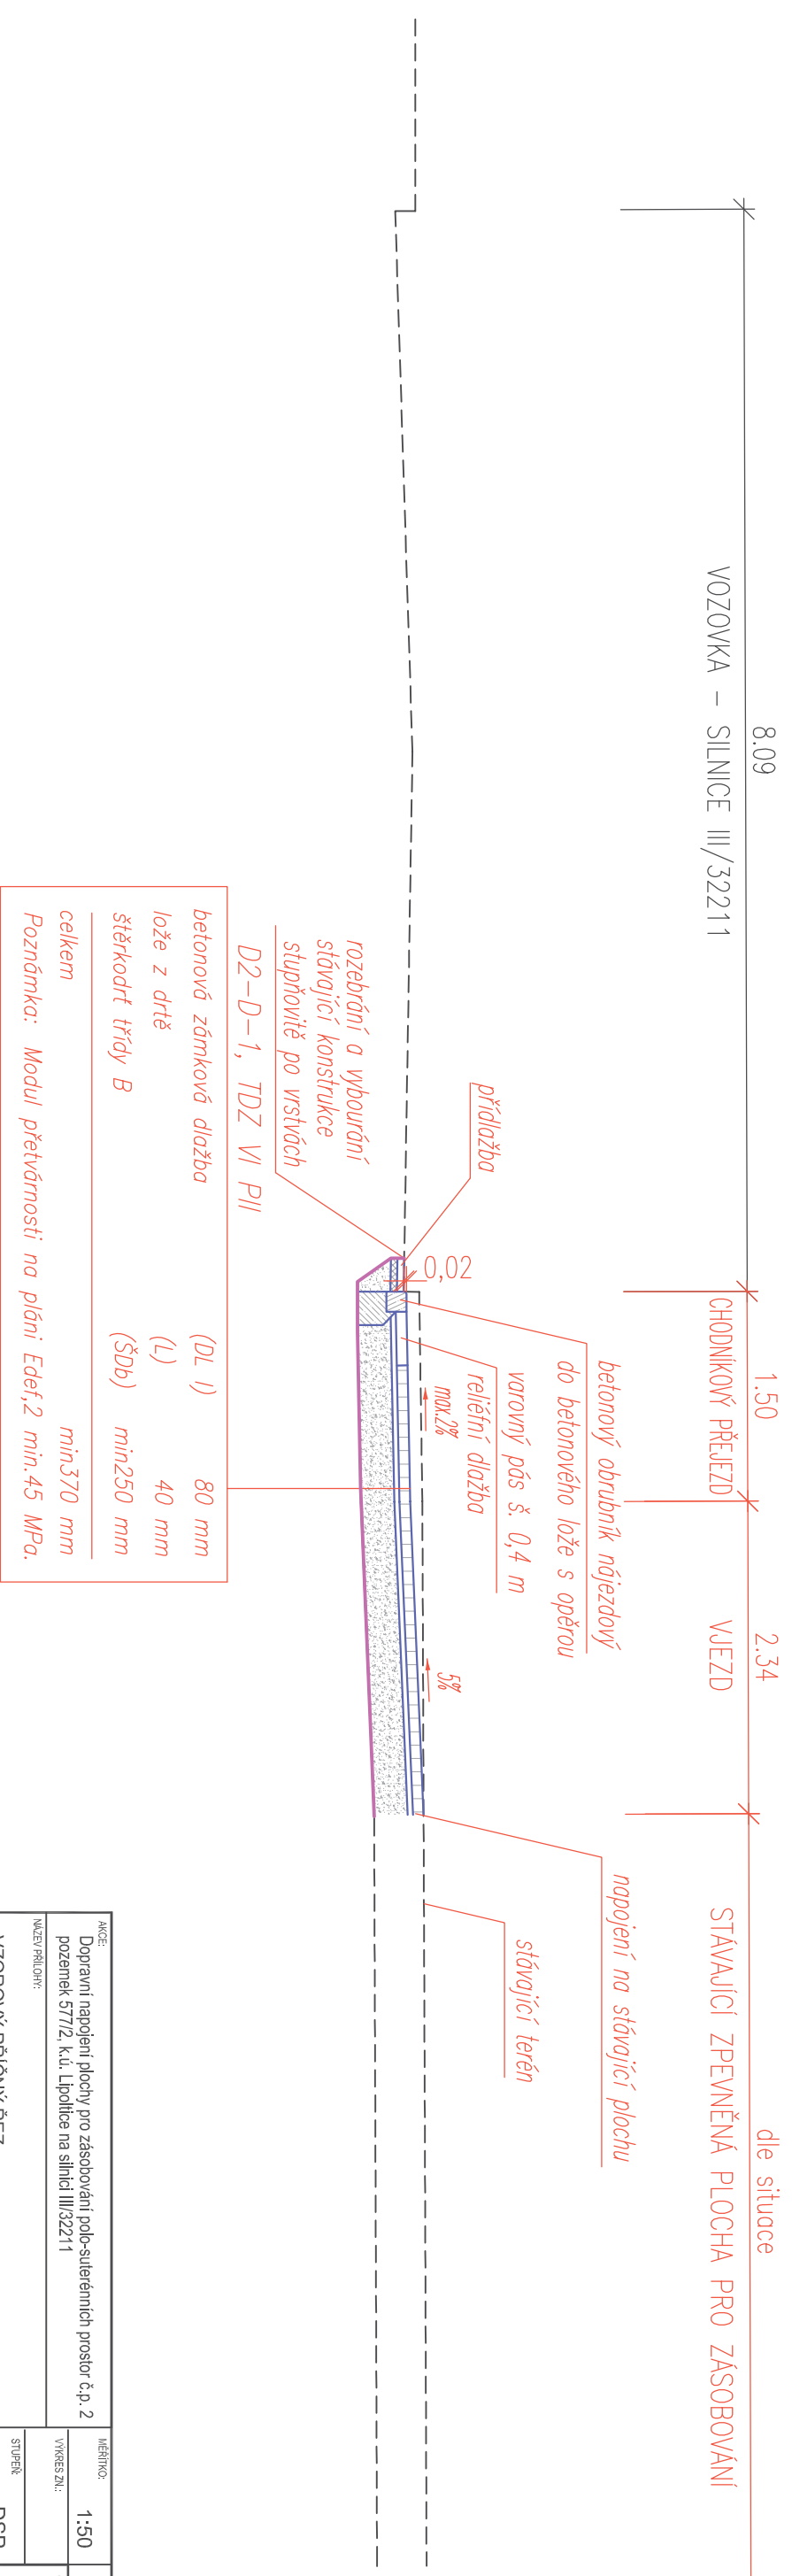 8.09
VOZOVKA - SILNICE III/32211
1.50
CHODNÍKOVÝ PŘEJEZD
2.34
VJEZD
dle situace
STÁVAJÍCÍ ZPEVNĚNÁ PLOCHA PRO ZÁSOBOVÁNÍ
betonový obrubník nájezdový
do betonového lože s opěrou
varovný pás š. 0,4 m
reliéfní dlažba
max.2%
5%
napojení na stávající plochu
stávající terén
přídlažba
0,02
rozebrání a vybourání
stávající konstrukce
stupňovitě po vrstvách
D2-D-1, TDZ VI PII
betonová zámková dlažba (DL I) 80 mm
lože z drtě (L) 40 mm
štěrkodrť třídy B (ŠDb) min250 mm
celkem min370 mm
Poznámka: Modul přetvárnosti na pláni Edef,2 min.45 MPa.
AKCE:
Dopravní napojení plochy pro zásobování polo-suterénních prostor č.p. 2
pozemek 577/2, k.ú. Lipoltice na silnici III/32211
NÁZEV PŘÍLOHY:
VZOROVÝ PŘÍČNÝ ŘEZ
MĚŘÍTKO:
1:50
VÝKRES ZN.:
STUPEŇ:
DSP